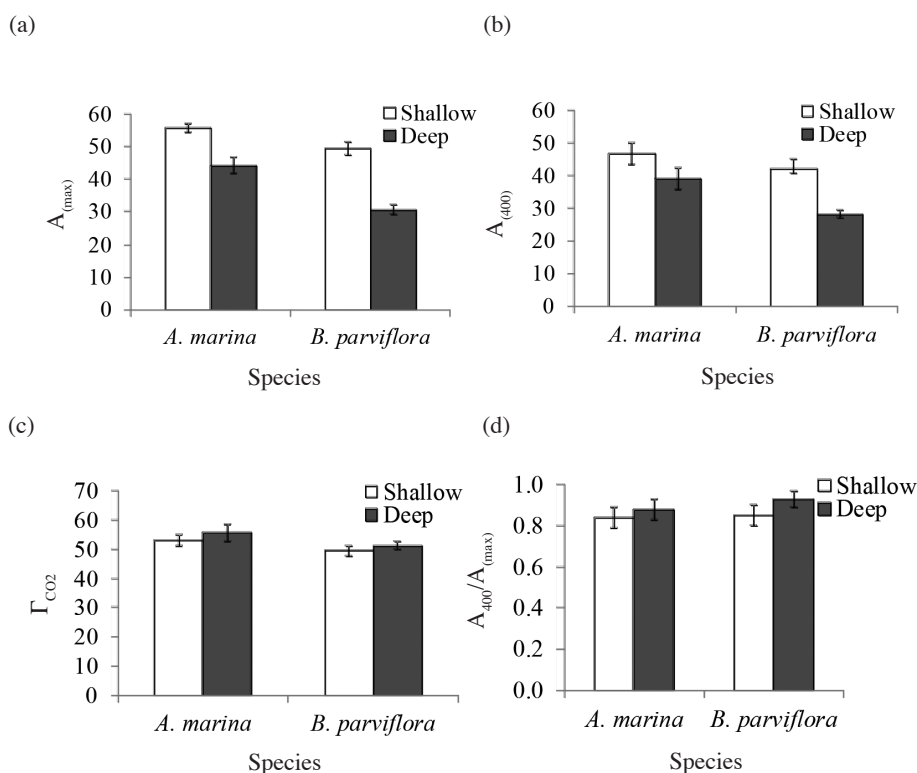 (a)
A(max)
60
50
40
30
20
10
0
Shallow
Deep
A. marina B. parviflora
Species
(b)
A(400)
60
50
40
30
20
10
0
Shallow
Deep
A. marina B. parviflora
Species
(c)
ΓCO2
70
60
50
40
30
20
10
0
Shallow
Deep
A. marina B. parviflora
Species
(d)
A400/A(max)
1.0
0.8
0.6
0.4
0.2
0.0
Shallow
Deep
A. marina B. parviflora
Species